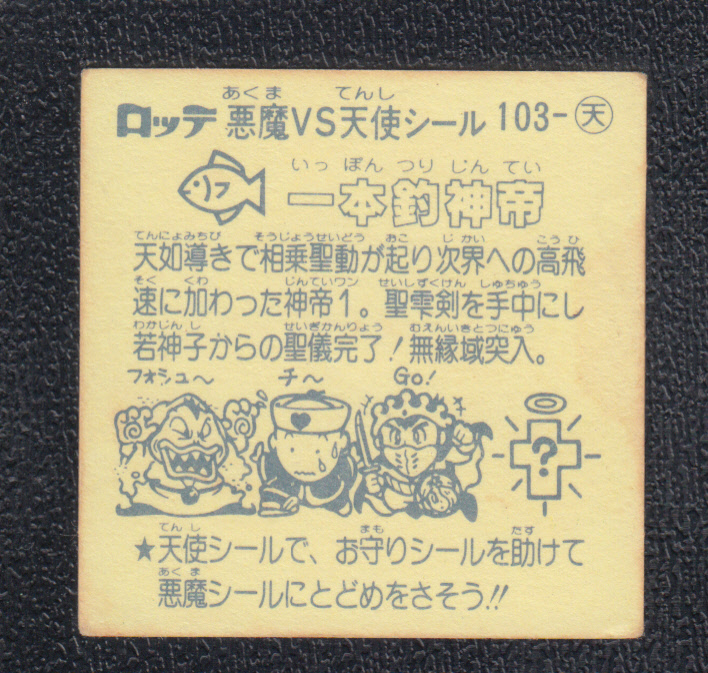 あくま てんし
ロッテ 悪魔VS天使シール 103-天
いっ ぽん つり じん てい
一本釣神帝
てんにょみちび そうじょうせいどう おこ じ かい こう ひ
天如導きで相乗聖動が起り次界への高飛
そく くわ じんていワン せいしずくけん しゅちゅう
速に加わった神帝1。聖雫剣を手中にし
わかじん し せいぎかんりょう むえんいきとつにゅう
若神子からの聖儀完了!無縁域突入。
フォシュ〜 チ〜 Go!
?
てん し まも たす
★天使シールで、お守りシールを助けて
あく ま
悪魔シールにとどめをさそう!!